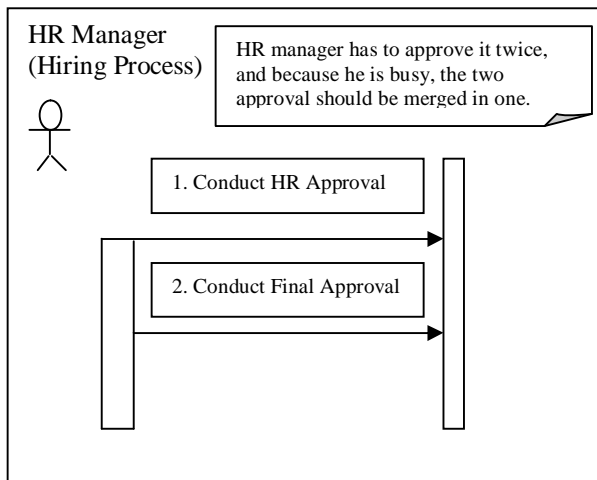 HR Manager
(Hiring Process)
HR manager has to approve it twice,
and because he is busy, the two
approval should be merged in one.
1. Conduct HR Approval
2. Conduct Final Approval